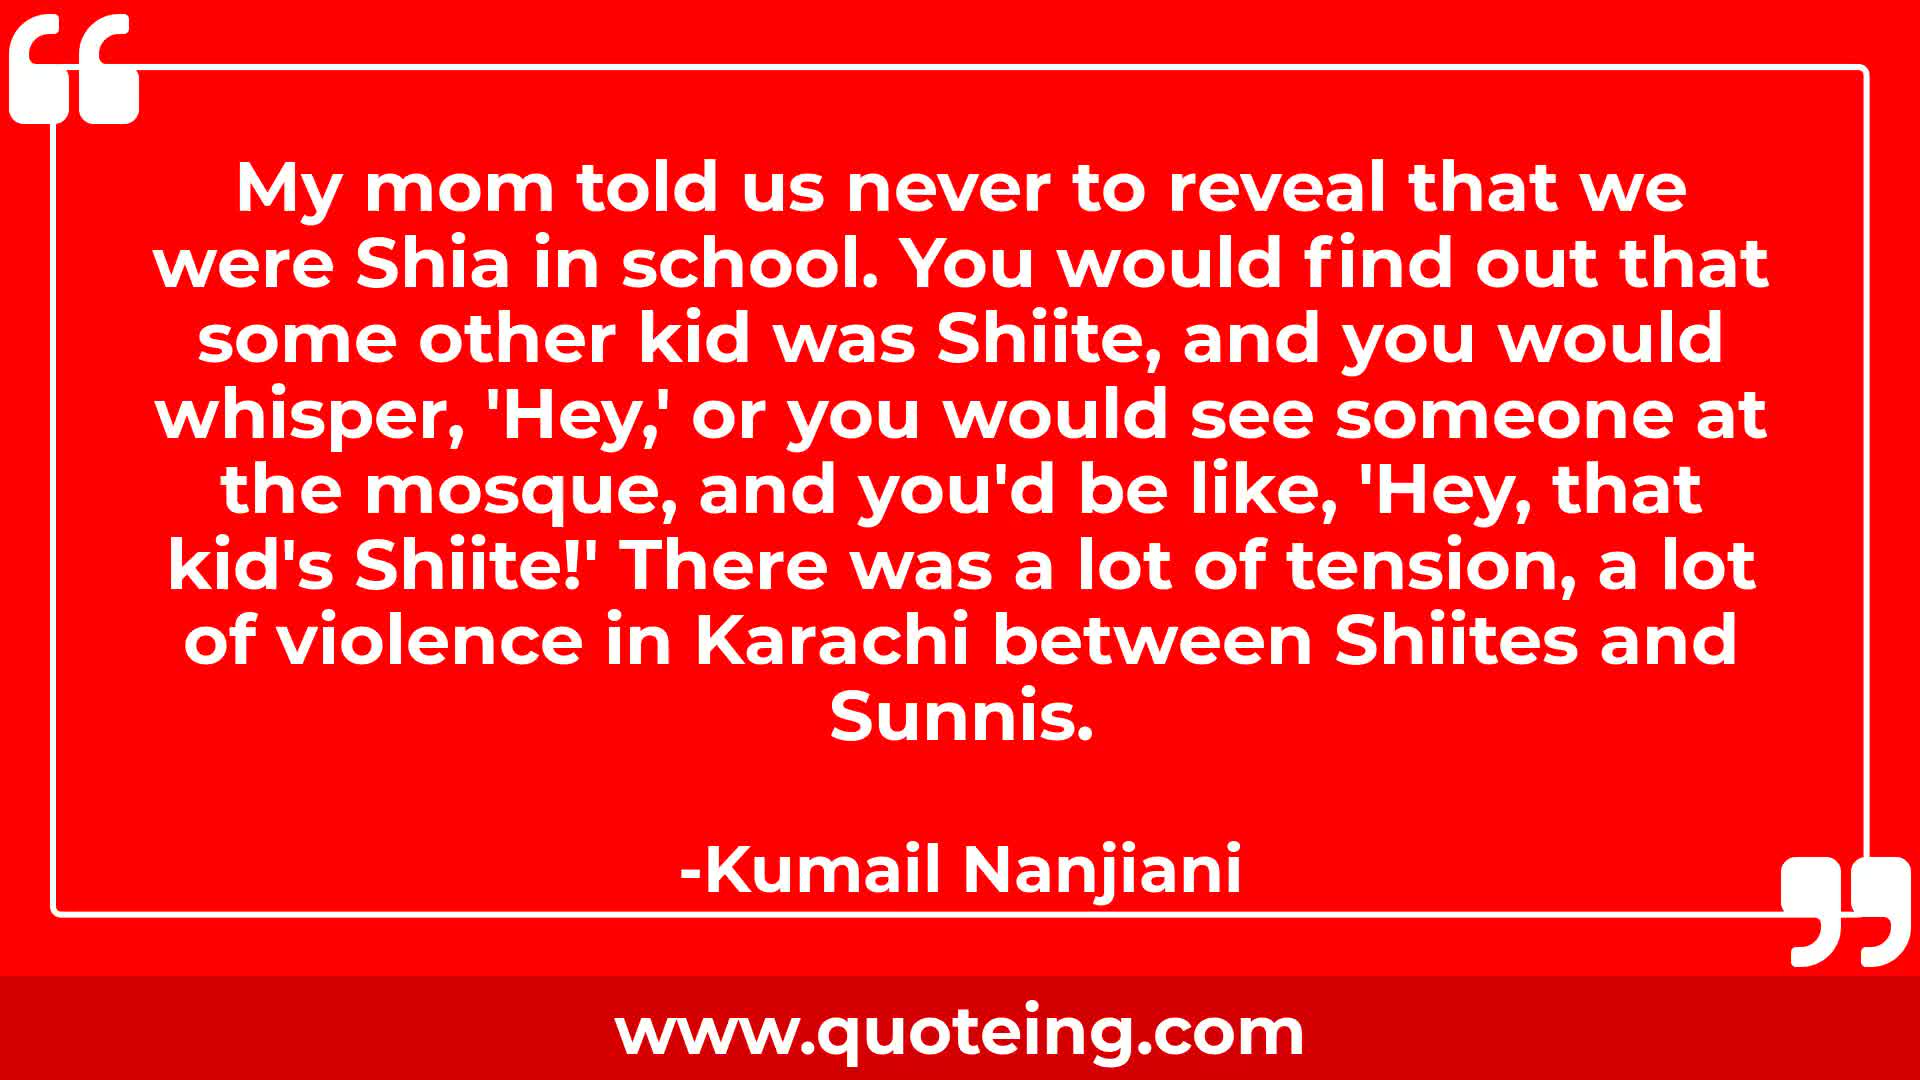 My mom told us never to reveal that we
were Shia in school. You would find out that
some other kid was Shiite, and you would
whisper, 'Hey,' or you would see someone at
the mosque, and you'd be like, 'Hey, that
kid's Shiite!' There was a lot of tension, a lot
of violence in Karachi between Shiites and
Sunnis.
-Kumail Nanjiani
www.quoteing.com